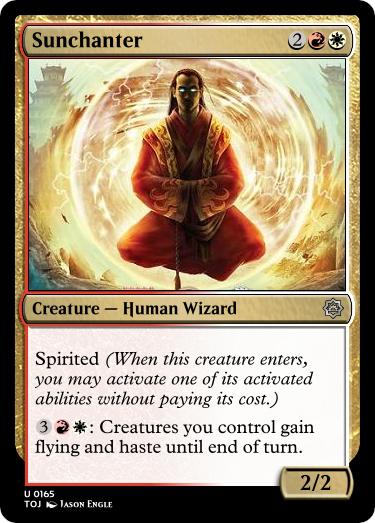 Sunchanter 2
Creature — Human Wizard
Spirited (When this creature enters,
you may activate one of its activated
abilities without paying its cost.)
3 : Creatures you control gain
flying and haste until end of turn.
2/2
U 0165
TOJ Jason Engle